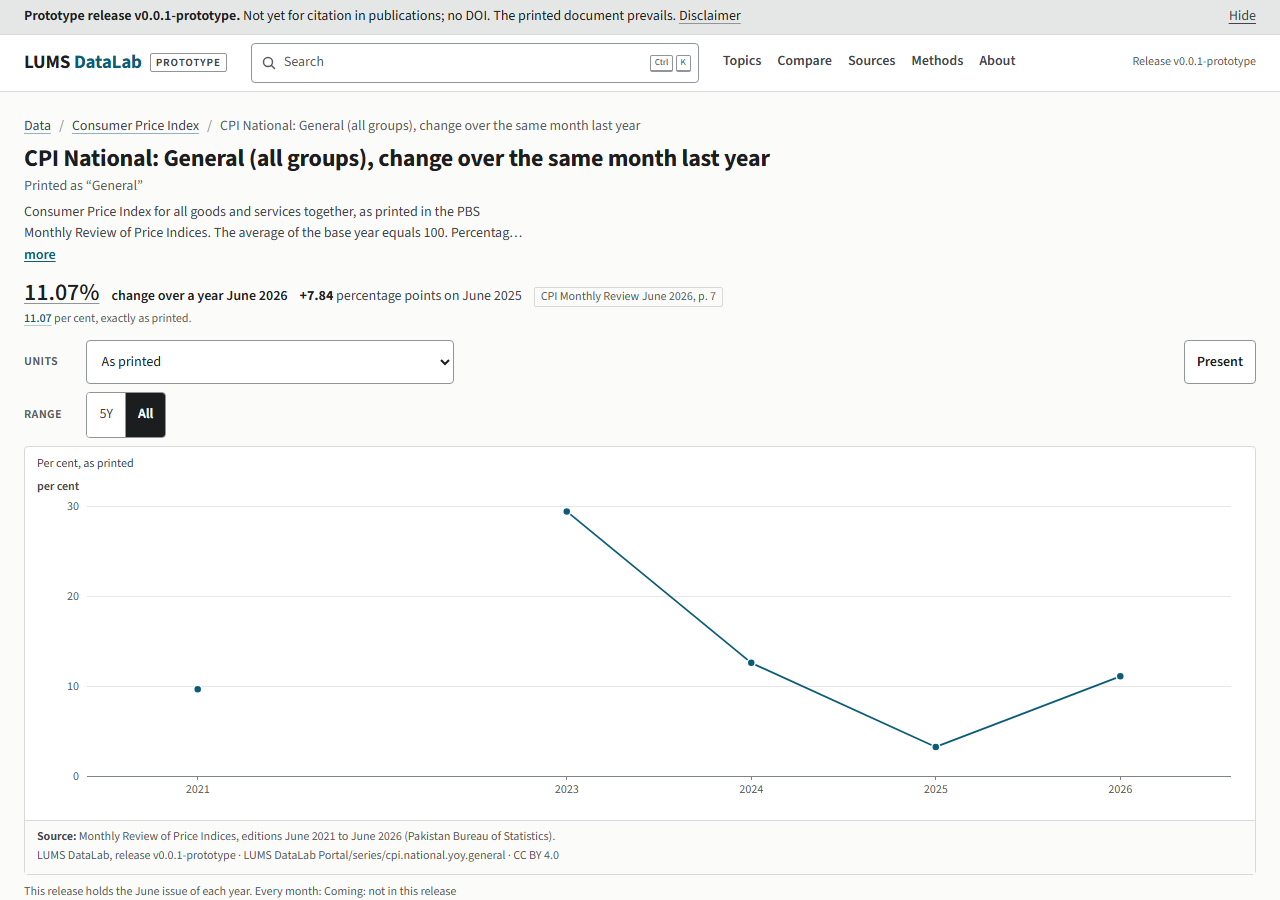 Prototype release v0.0.1-prototype. Not yet for citation in publications; no DOI. The printed document prevails. Disclaimer
Hide
LUMS DataLab PROTOTYPE
Search
Ctrl K
Topics Compare Sources Methods About
Release v0.0.1-prototype
Data / Consumer Price Index / CPI National: General (all groups), change over the same month last year
CPI National: General (all groups), change over the same month last year
Printed as “General”
Consumer Price Index for all goods and services together, as printed in the PBS
Monthly Review of Price Indices. The average of the base year equals 100. Percentag…
more
11.07% change over a year June 2026 +7.84 percentage points on June 2025 CPI Monthly Review June 2026, p. 7
11.07 per cent, exactly as printed.
UNITS As printed
Present
RANGE 5Y All
Per cent, as printed
per cent
30
20
10
0
2021 2023 2024 2025 2026
Source: Monthly Review of Price Indices, editions June 2021 to June 2026 (Pakistan Bureau of Statistics).
LUMS DataLab, release v0.0.1-prototype · LUMS DataLab Portal/series/cpi.national.yoy.general · CC BY 4.0
This release holds the June issue of each year. Every month: Coming: not in this release